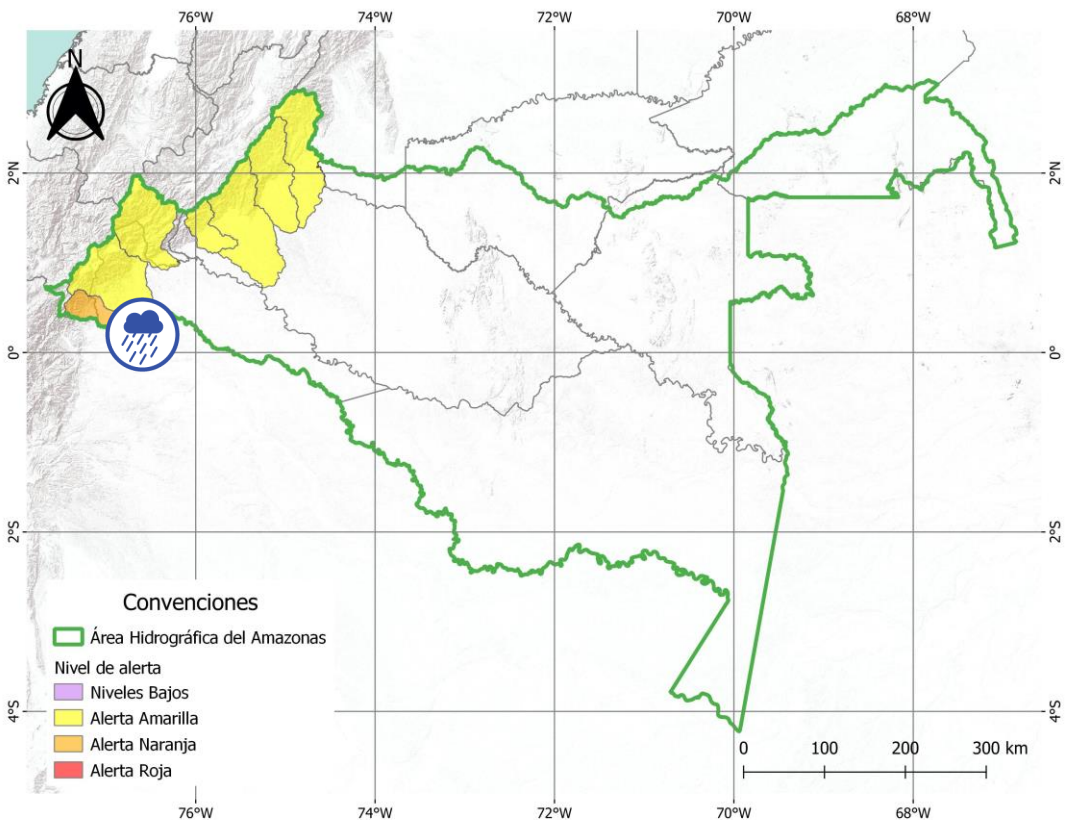 76°W 74°W 72°W 70°W 68°W
N
2°N 2°N
0° 0°
2°S 2°S
4°S 4°S
Convenciones
Área Hidrográfica del Amazonas
Nivel de alerta
Niveles Bajos
Alerta Amarilla
Alerta Naranja
Alerta Roja
0 100 200 300 km
76°W 74°W 72°W 70°W 68°W